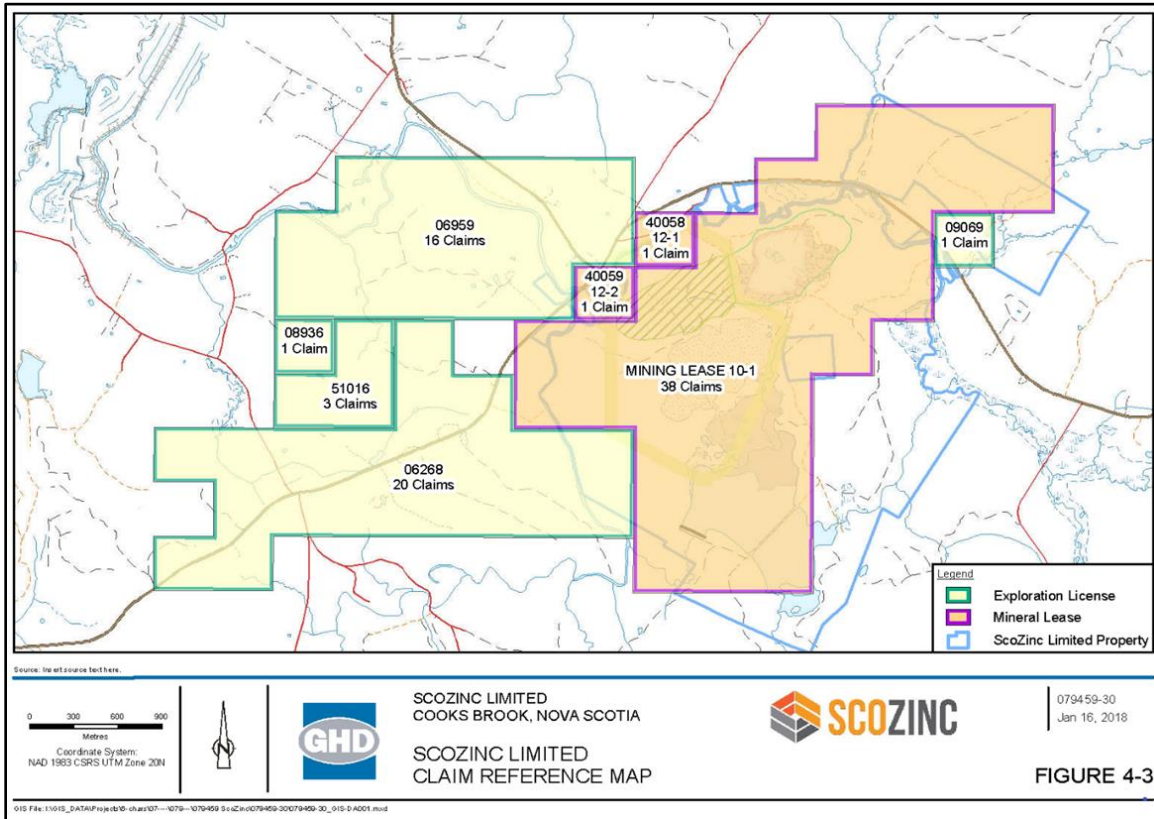 06959
16 Claims
40058
12-1
1 Claim
09069
1 Claim
40059
12-2
1 Claim
08936
1 Claim
51016
3 Claims
MINING LEASE 10-1
38 Claims
06268
20 Claims
Legend
Exploration License
Mineral Lease
ScoZinc Limited Property
Source: Insert source text here.
0 300 600 900
Metres
Coordinate System:
NAD 1983 CSRS UTM Zone 20N
N
GHD
SCOZINC LIMITED
COOKS BROOK, NOVA SCOTIA
SCOZINC LIMITED
CLAIM REFERENCE MAP
SCOZINC
079459-30
Jan 16, 2018
FIGURE 4-3